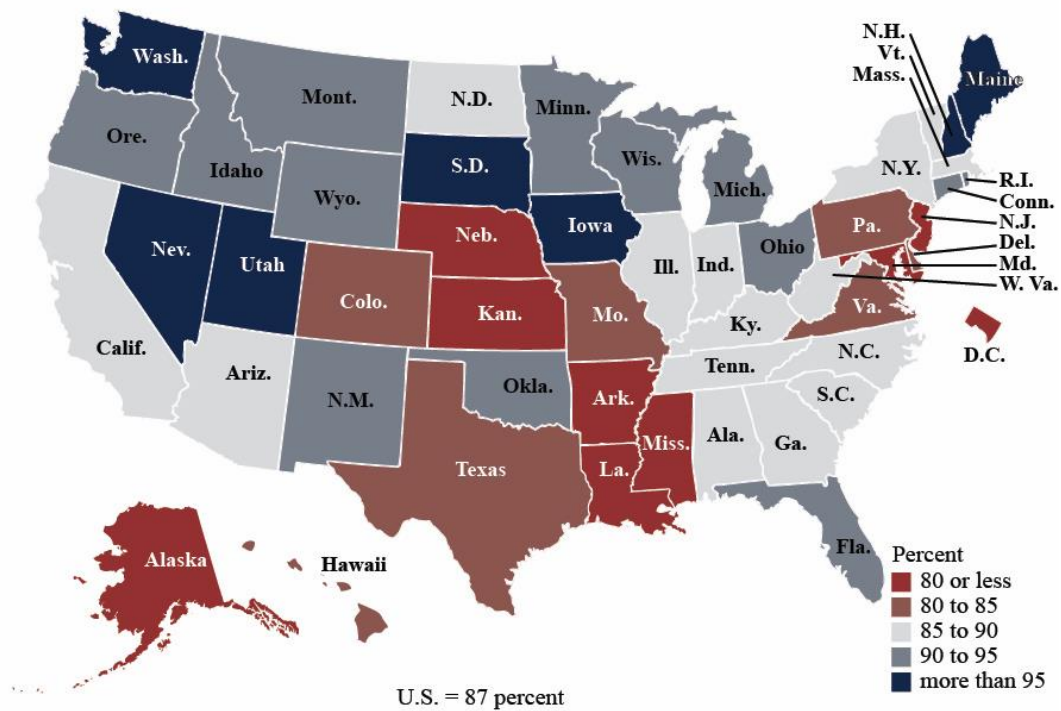 N.H.
Vt.
Mass.
Wash.
Mont.
N.D.
Minn.
Maine
Ore.
Idaho
Wyo.
S.D.
Wis.
Mich.
N.Y.
R.I.
Conn.
N.J.
Del.
Md.
W. Va.
Nev.
Utah
Colo.
Neb.
Iowa
Ill.
Ind.
Ohio
Pa.
Calif.
Kan.
Mo.
Ky.
Va.
D.C.
Ariz.
N.M.
Okla.
Ark.
Tenn.
N.C.
S.C.
Texas
La.
Miss.
Ala.
Ga.
Fla.
Alaska
Hawaii
Percent
80 or less
80 to 85
85 to 90
90 to 95
more than 95
U.S. = 87 percent